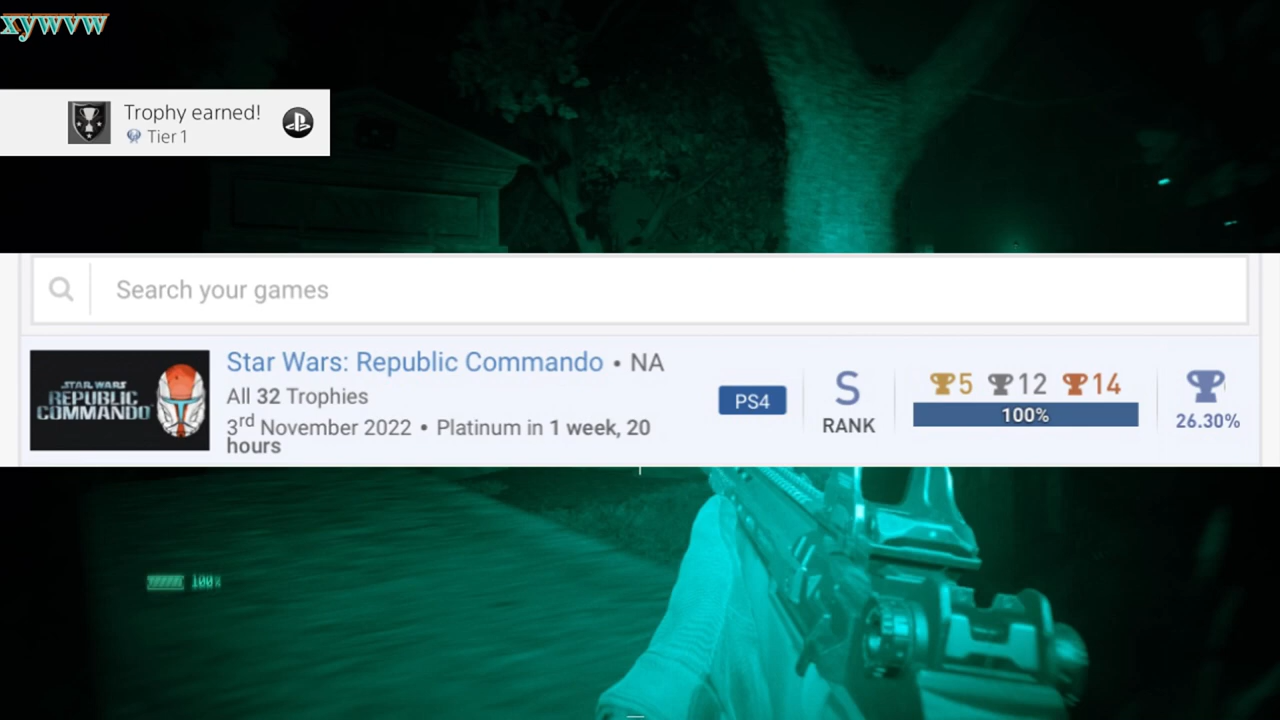 xywvw
Trophy earned!
Tier 1
Search your games
STAR WARS
REPUBLIC
COMMANDO
Star Wars: Republic Commando • NA
All 32 Trophies
3rd November 2022 • Platinum in 1 week, 20
hours
PS4
S
RANK
5 12 14
100%
26.30%
100%